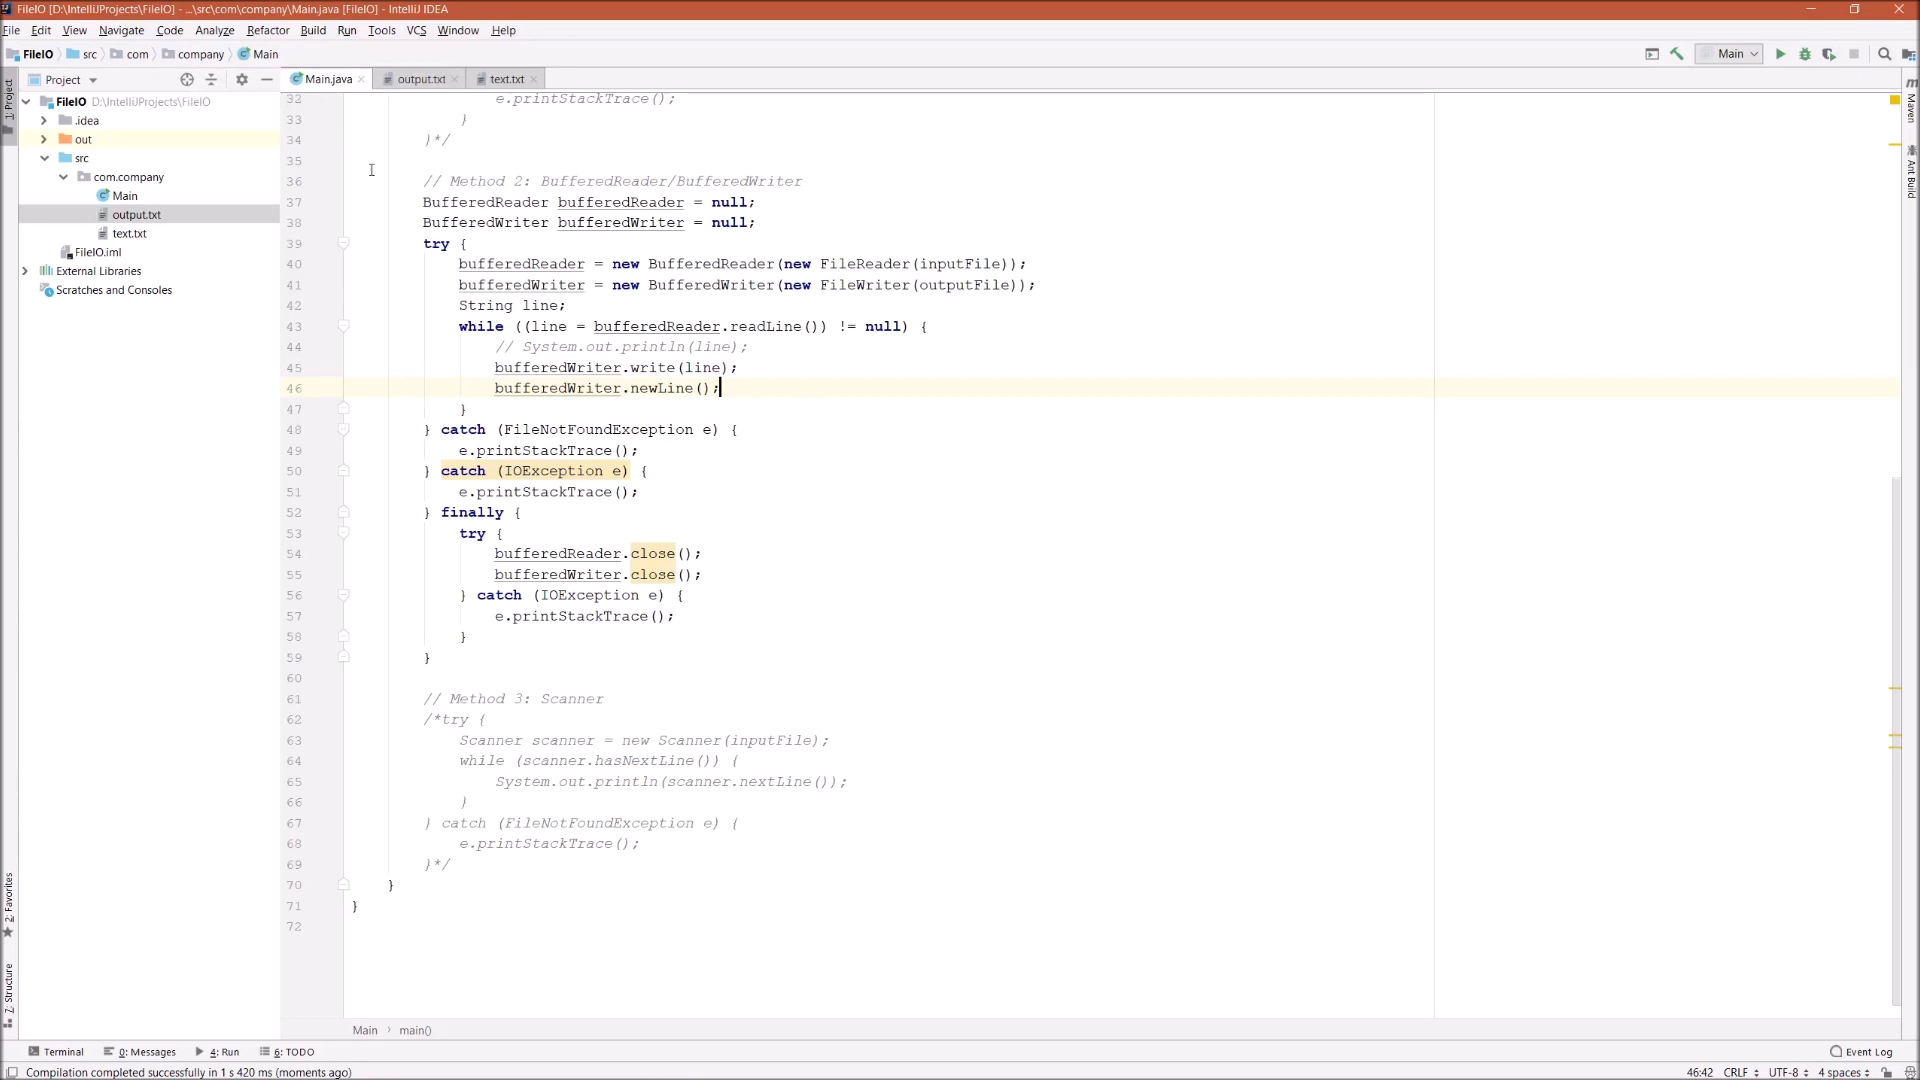 FileIO [D:\IntelliJProjects\FileIO] - ...\src\com\company\Main.java [FileIO] - IntelliJ IDEA
File Edit View Navigate Code Analyze Refactor Build Run Tools VCS Window Help
FileIO src com company Main
Main
Project
Main.java output.txt text.txt
1: Project
FileIO D:\IntelliJProjects\FileIO
.idea
out
src
com.company
Main
output.txt
text.txt
FileIO.iml
External Libraries
Scratches and Consoles
32 e.printStackTrace();
33 }
34 }*/
35
36 // Method 2: BufferedReader/BufferedWriter
37 BufferedReader bufferedReader = null;
38 BufferedWriter bufferedWriter = null;
39 try {
40 bufferedReader = new BufferedReader(new FileReader(inputFile));
41 bufferedWriter = new BufferedWriter(new FileWriter(outputFile));
42 String line;
43 while ((line = bufferedReader.readLine()) != null) {
44 // System.out.println(line);
45 bufferedWriter.write(line);
46 bufferedWriter.newLine();
47 }
48 } catch (FileNotFoundException e) {
49 e.printStackTrace();
50 } catch (IOException e) {
51 e.printStackTrace();
52 } finally {
53 try {
54 bufferedReader.close();
55 bufferedWriter.close();
56 } catch (IOException e) {
57 e.printStackTrace();
58 }
59 }
60
61 // Method 3: Scanner
62 /*try {
63 Scanner scanner = new Scanner(inputFile);
64 while (scanner.hasNextLine()) {
65 System.out.println(scanner.nextLine());
66 }
67 } catch (FileNotFoundException e) {
68 e.printStackTrace();
69 }*/
70 }
71 }
72
Maven
Ant Build
2: Favorites
7: Structure
Main › main()
Terminal 0: Messages 4: Run 6: TODO
Event Log
Compilation completed successfully in 1 s 420 ms (moments ago)
46:42 CRLF UTF-8 4 spaces